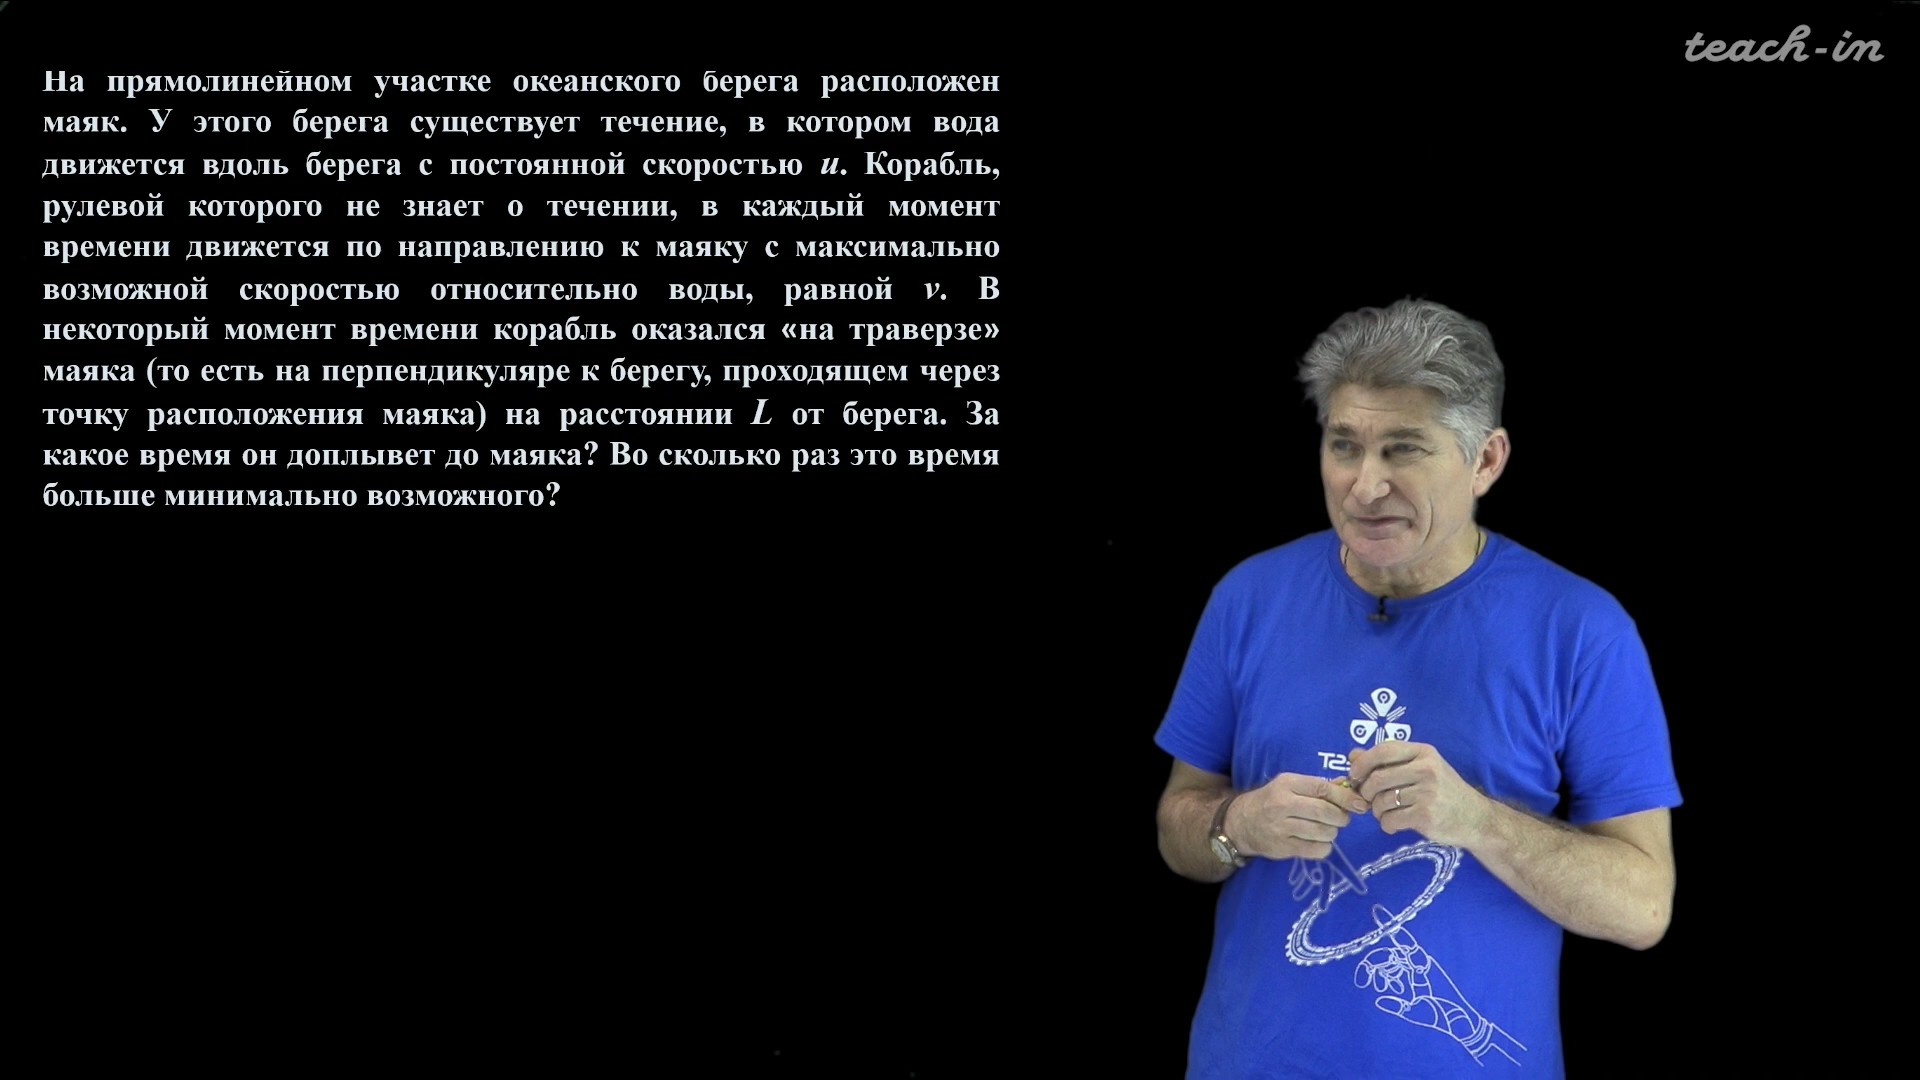 teach-in
На прямолинейном участке океанского берега расположен
маяк. У этого берега существует течение, в котором вода
движется вдоль берега с постоянной скоростью u. Корабль,
рулевой которого не знает о течении, в каждый момент
времени движется по направлению к маяку с максимально
возможной скоростью относительно воды, равной v. В
некоторый момент времени корабль оказался «на траверзе»
маяка (то есть на перпендикуляре к берегу, проходящем через
точку расположения маяка) на расстоянии L от берега. За
какое время он доплывет до маяка? Во сколько раз это время
больше минимально возможного?